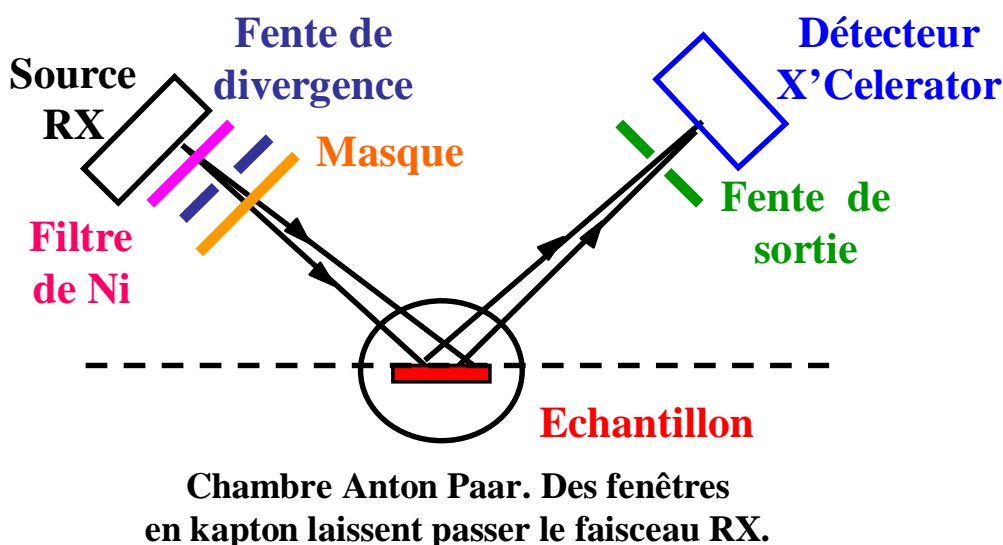 Source
RX
Fente de
divergence
Masque
Filtre
de Ni
Détecteur
X'Celerator
Fente de
sortie
Echantillon
Chambre Anton Paar. Des fenêtres
en kapton laissent passer le faisceau RX.